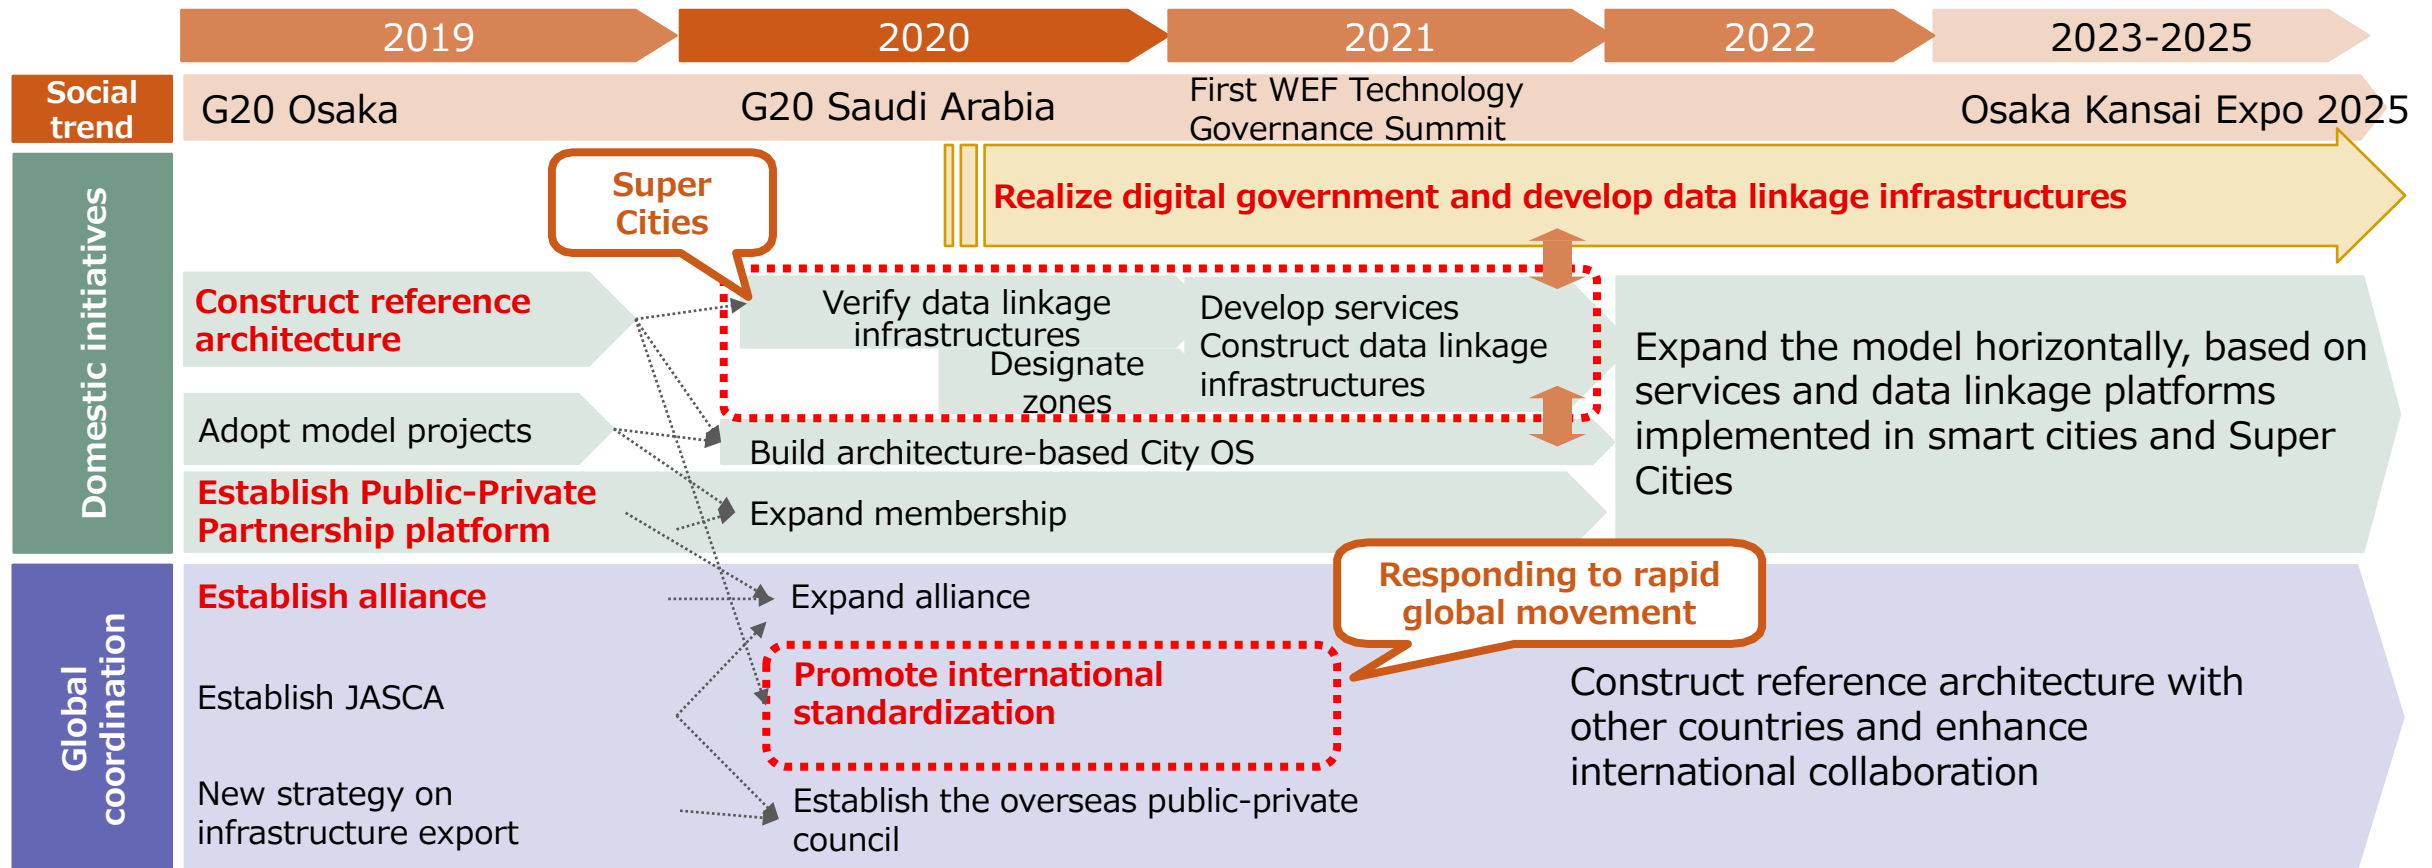 2019
2020
2021
2022
2023-2025
Social
trend
G20 Osaka
G20 Saudi Arabia
First WEF Technology
Governance Summit
Osaka Kansai Expo 2025
Domestic initiatives
Super
Cities
Realize digital government and develop data linkage infrastructures
Construct reference
architecture
Verify data linkage
infrastructures
Designate
zones
Develop services
Construct data linkage
infrastructures
Expand the model horizontally, based on
services and data linkage platforms
implemented in smart cities and Super
Cities
Adopt model projects
Build architecture-based City OS
Establish Public-Private
Partnership platform
Expand membership
Global
coordination
Establish alliance
Expand alliance
Responding to rapid
global movement
Establish JASCA
Promote international
standardization
Construct reference architecture with
other countries and enhance
international collaboration
New strategy on
infrastructure export
Establish the overseas public-private
council